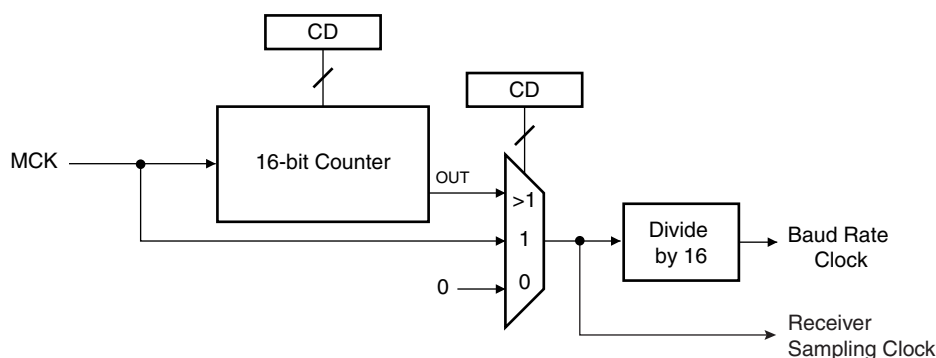 CD
CD
MCK
16-bit Counter
OUT
>1
1
0
0
Divide
by 16
Baud Rate
Clock
Receiver
Sampling Clock